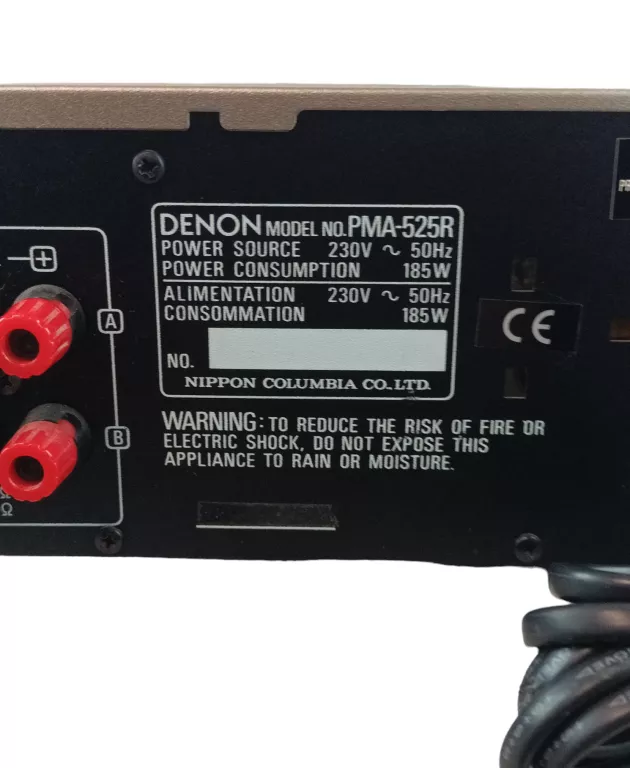 DENON MODEL NO. PMA-525R
POWER SOURCE 230V ~ 50Hz
POWER CONSUMPTION 185W
ALIMENTATION 230V ~ 50Hz
CONSOMMATION 185W
NO.
NIPPON COLUMBIA CO., LTD.
CE
WARNING: TO REDUCE THE RISK OF FIRE OR
ELECTRIC SHOCK, DO NOT EXPOSE THIS
APPLIANCE TO RAIN OR MOISTURE.
+
A
B
Ω
Ω